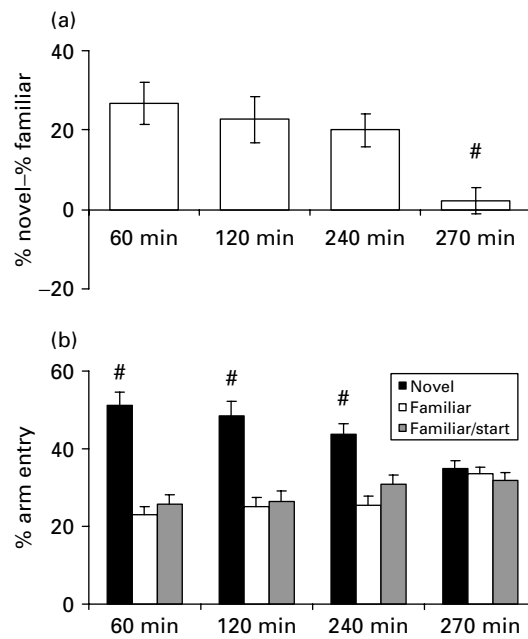 (a)
40
20
0
−20
% novel–% familiar
#
60 min 120 min 240 min 270 min
(b)
60
40
20
0
% arm entry
# # #
Novel
Familiar
Familiar/start
60 min 120 min 240 min 270 min